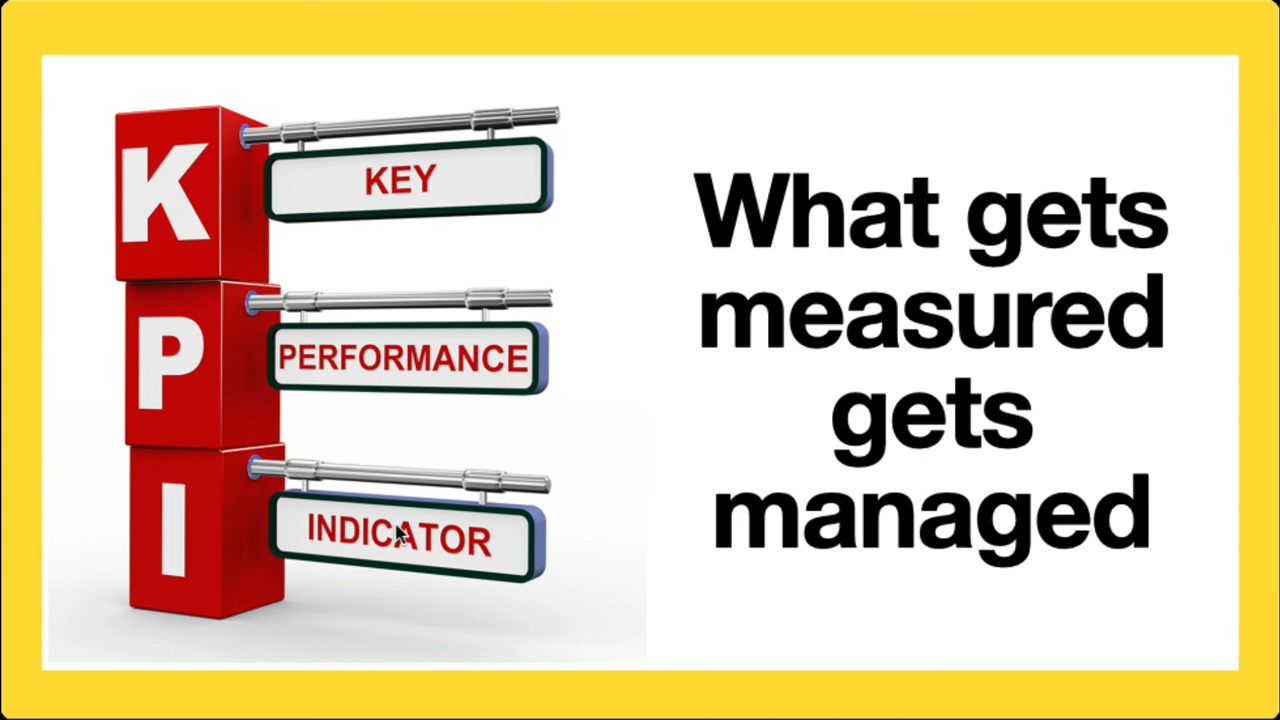 K
KEY
P
PERFORMANCE
I
INDICATOR
What gets
measured
gets
managed